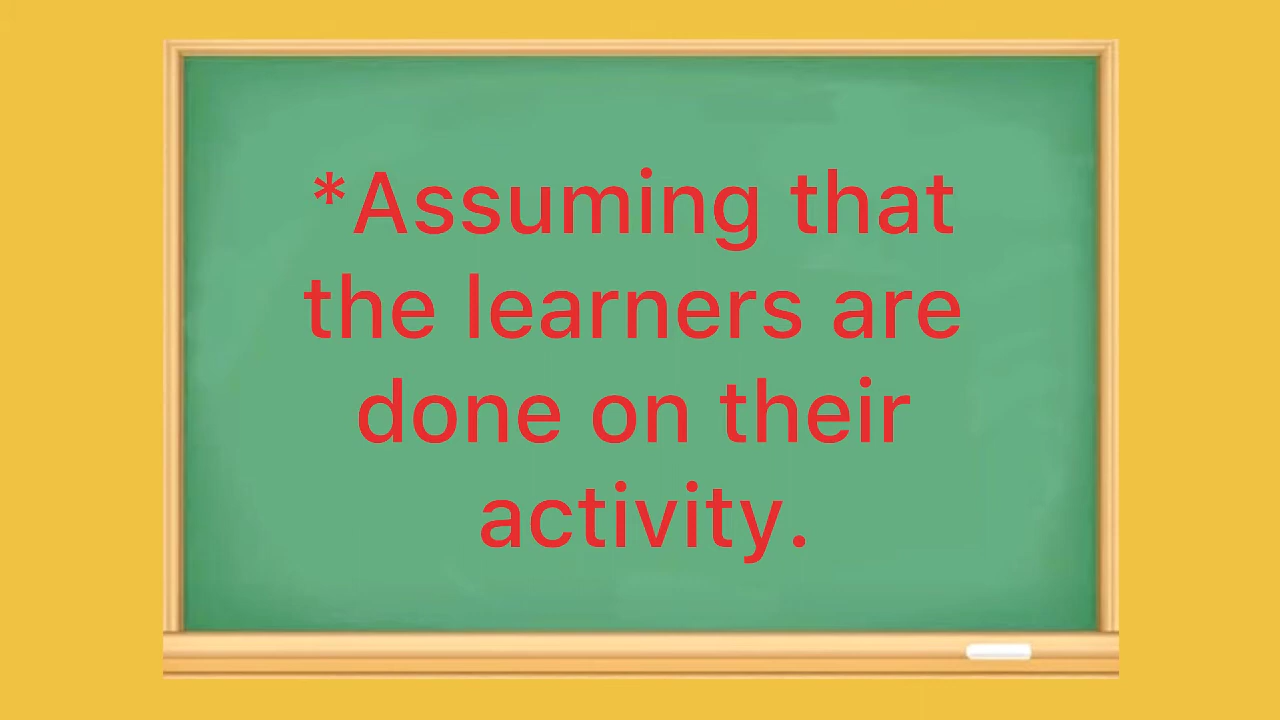 *Assuming that
the learners are
done on their
activity.